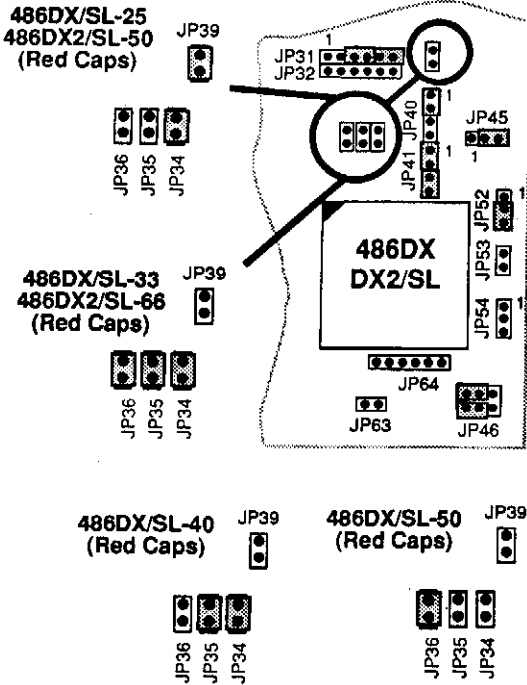 486DX/SL-25
486DX2/SL-50
(Red Caps)
JP39
JP36
JP35
JP34
1
JP31
JP32
JP40
1
JP41
1
JP45
1
JP52
1
JP53
JP54
1
486DX
DX2/SL
JP64
JP63
JP46
486DX/SL-33
486DX2/SL-66
(Red Caps)
JP39
JP36
JP35
JP34
486DX/SL-40
(Red Caps)
JP39
JP36
JP35
JP34
486DX/SL-50
(Red Caps)
JP39
JP36
JP35
JP34